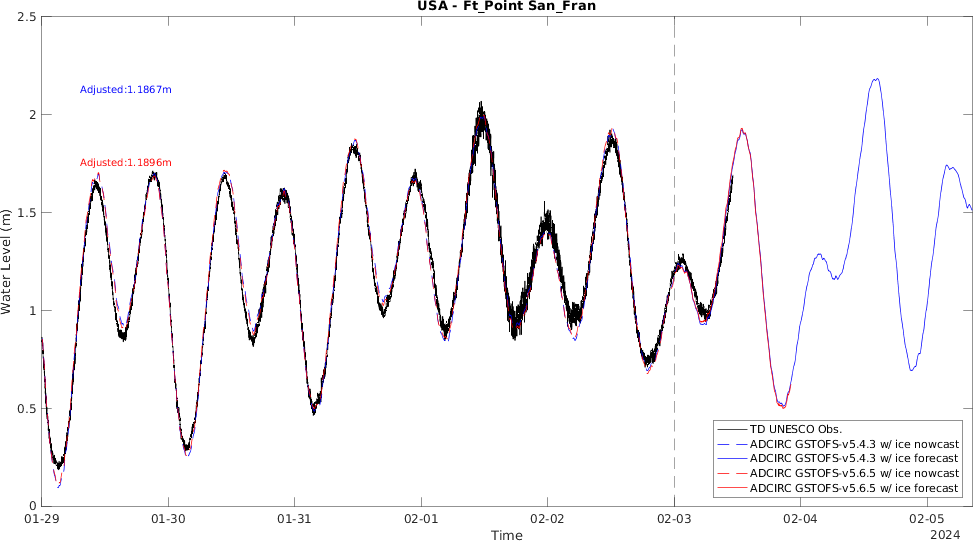 USA - Ft_Point San_Fran
2.5
2
1.5
1
0.5
0
Water Level (m)
Adjusted:1.1867m
Adjusted:1.1896m
TD UNESCO Obs.
ADCIRC GSTOFS-v5.4.3 w/ ice nowcast
ADCIRC GSTOFS-v5.4.3 w/ ice forecast
ADCIRC GSTOFS-v5.6.5 w/ ice nowcast
ADCIRC GSTOFS-v5.6.5 w/ ice forecast
01-29 01-30 01-31 02-01 02-02 02-03 02-04 02-05
Time
2024